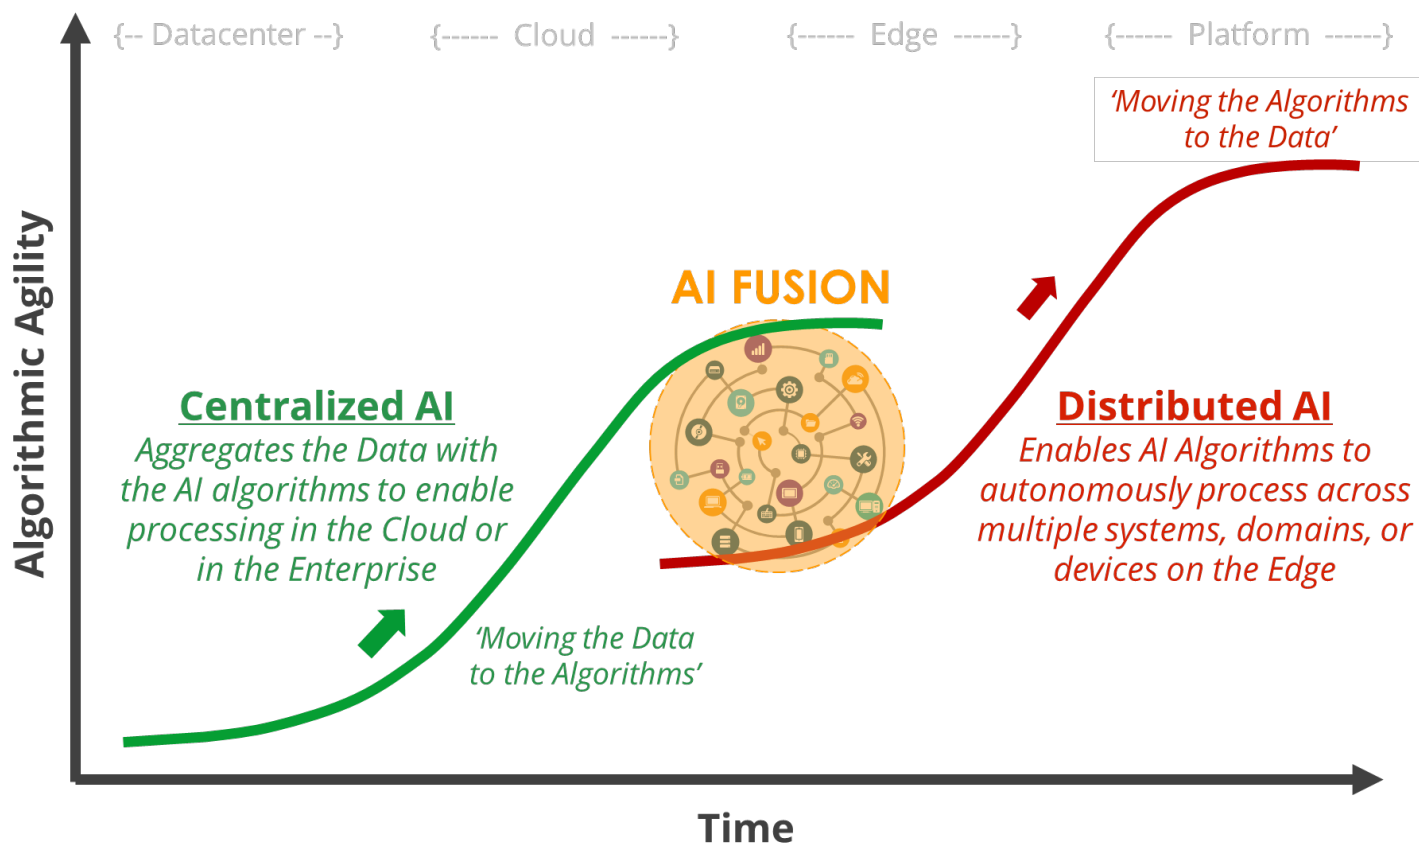 {-- Datacenter --}
{------ Cloud ------}
{------ Edge ------}
{------ Platform ------}
‘Moving the Algorithms
to the Data’
Algorithmic Agility
AI FUSION
Centralized AI
Aggregates the Data with
the AI algorithms to enable
processing in the Cloud or
in the Enterprise
Distributed AI
Enables AI Algorithms to
autonomously process across
multiple systems, domains, or
devices on the Edge
‘Moving the Data
to the Algorithms’
Time